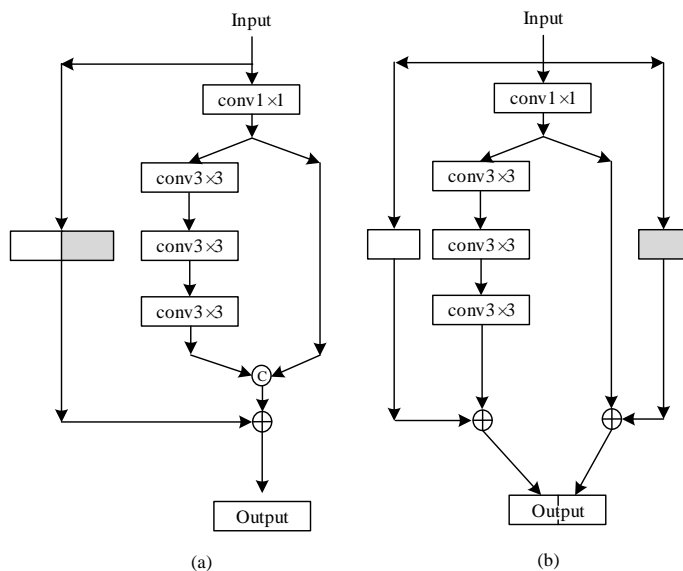 Input
conv1×1
conv3×3
conv3×3
conv3×3
C
Output
(a)
Input
conv1×1
conv3×3
conv3×3
conv3×3
Output
(b)